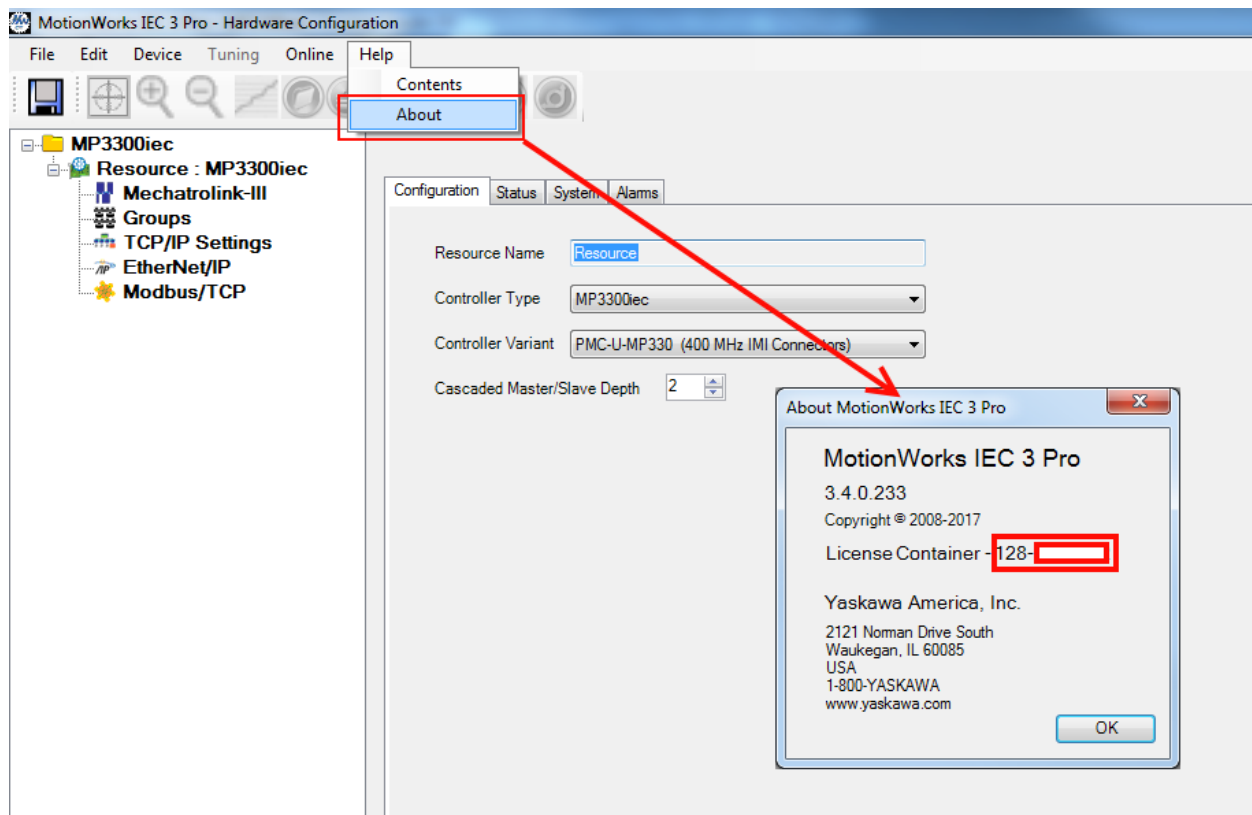 MotionWorks IEC 3 Pro - Hardware Configuration
File Edit Device Tuning Online Help
Contents
About
MP3300iec
Resource : MP3300iec
Mechatrolink-III
Groups
TCP/IP Settings
EtherNet/IP
Modbus/TCP
Configuration Status System Alarms
Resource Name Resource
Controller Type MP3300iec
Controller Variant PMC-U-MP330 (400 MHz IMI Connectors)
Cascaded Master/Slave Depth 2
About MotionWorks IEC 3 Pro
MotionWorks IEC 3 Pro
3.4.0.233
Copyright © 2008-2017
License Container - 128-
Yaskawa America, Inc.
2121 Norman Drive South
Waukegan, IL 60085
USA
1-800-YASKAWA
www.yaskawa.com
OK